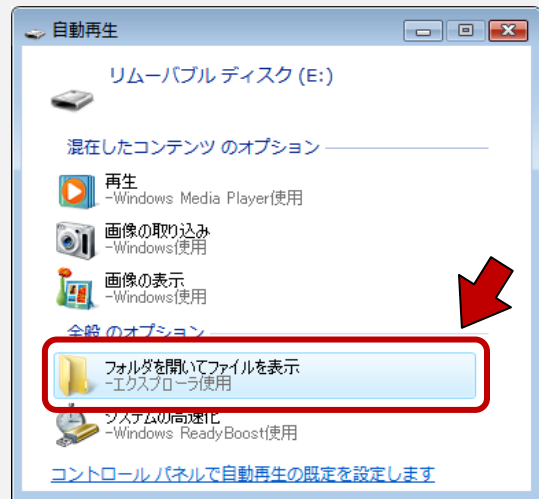 自動再生
リムーバブル ディスク (E:)
混在したコンテンツ のオプション
再生
-Windows Media Player使用
画像の取り込み
-Windows使用
画像の表示
-Windows使用
全般 のオプション
フォルダを開いてファイルを表示
-エクスプローラ使用
システムの高速化
-Windows ReadyBoost使用
コントロール パネルで自動再生の既定を設定します